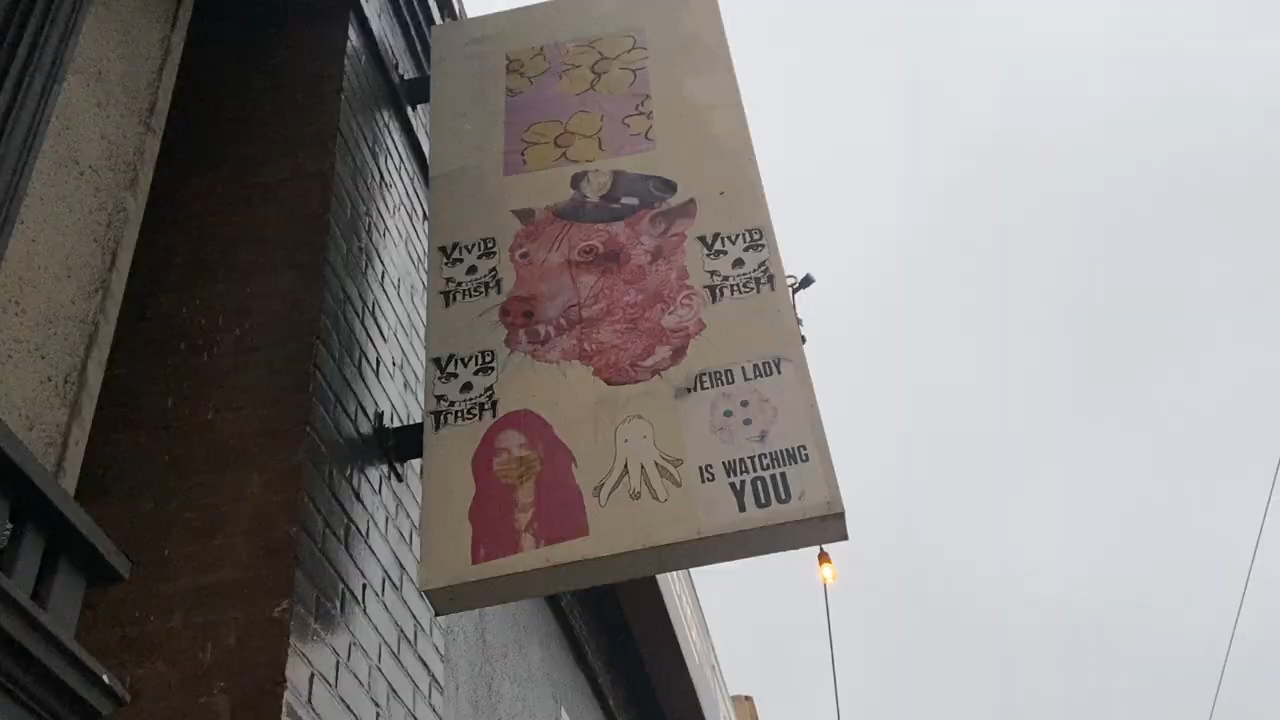 VIVID
TRASH
VIVID
TRASH
VIVID
TRASH
WEIRD LADY
IS WATCHING
YOU